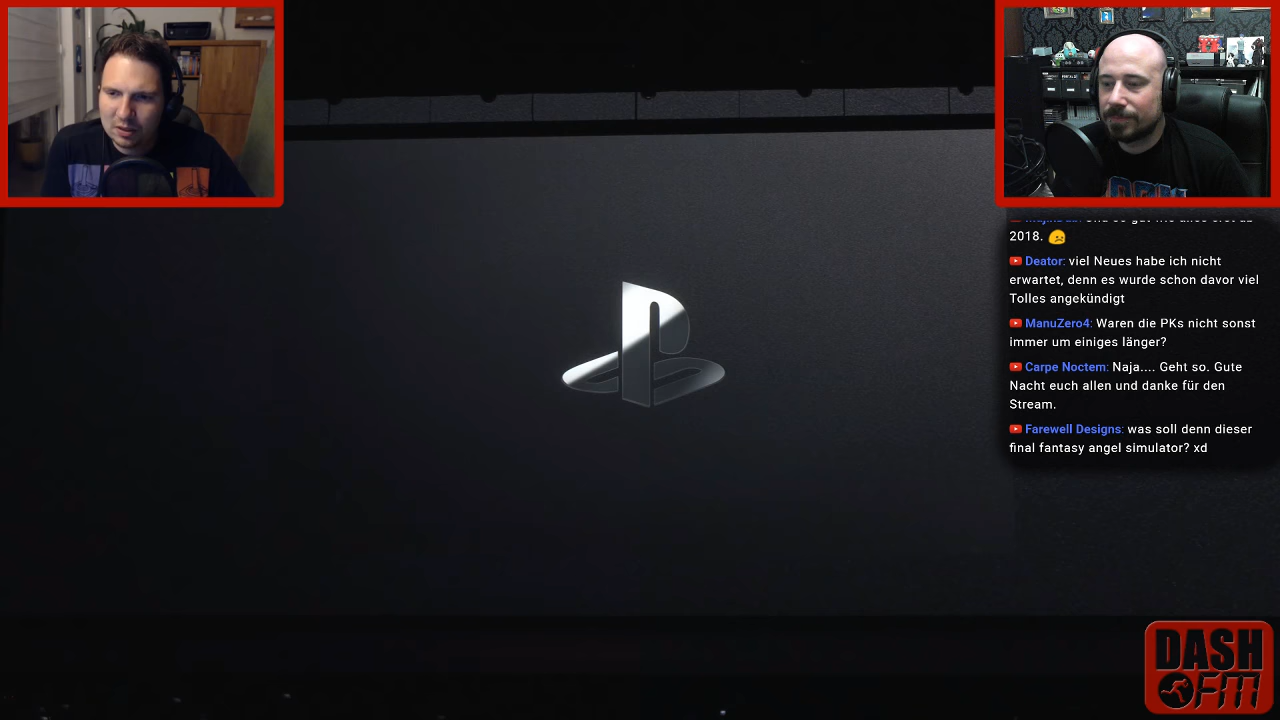 2018.
Deator: viel Neues habe ich nicht
erwartet, denn es wurde schon davor viel
Tolles angekündigt
ManuZero4: Waren die PKs nicht sonst
immer um einiges länger?
Carpe Noctem: Naja.... Geht so. Gute
Nacht euch allen und danke für den
Stream.
Farewell Designs: was soll denn dieser
final fantasy angel simulator? xd
DASH
FM